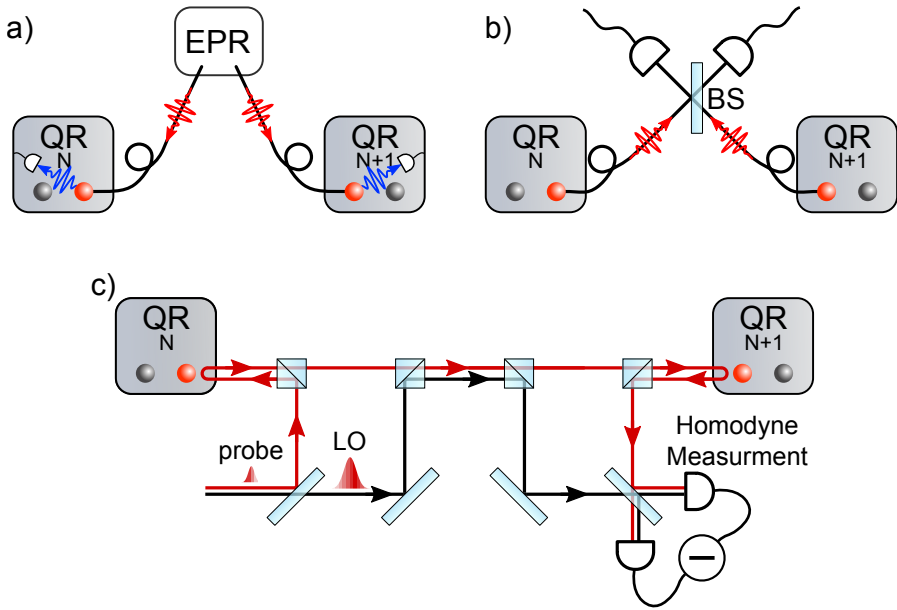 a)
EPR
QR
N
QR
N+1
b)
BS
QR
N
QR
N+1
c)
QR
N
QR
N+1
probe
LO
Homodyne
Measurment